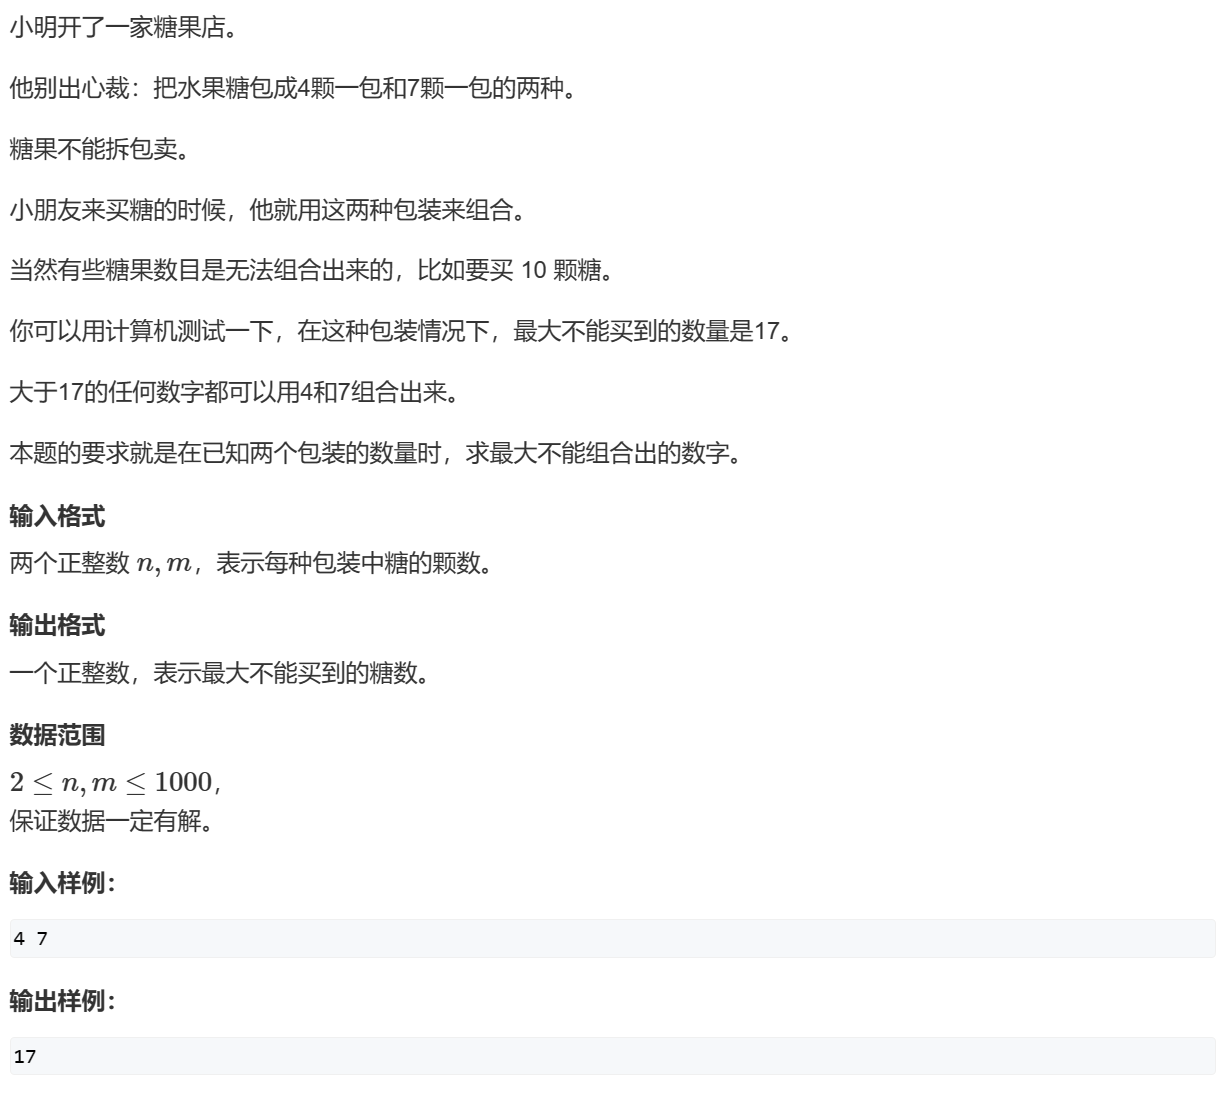 小明开了一家糖果店。
他别出心裁：把水果糖包成4颗一包和7颗一包的两种。
糖果不能拆包卖。
小朋友来买糖的时候，他就用这两种包装来组合。
当然有些糖果数目是无法组合出来的，比如要买 10 颗糖。
你可以用计算机测试一下，在这种包装情况下，最大不能买到的数量是17。
大于17的任何数字都可以用4和7组合出来。
本题的要求就是在已知两个包装的数量时，求最大不能组合出的数字。
输入格式
两个正整数 n, m，表示每种包装中糖的颗数。
输出格式
一个正整数，表示最大不能买到的糖数。
数据范围
2 ≤ n, m ≤ 1000，
保证数据一定有解。
输入样例：
4 7
输出样例：
17